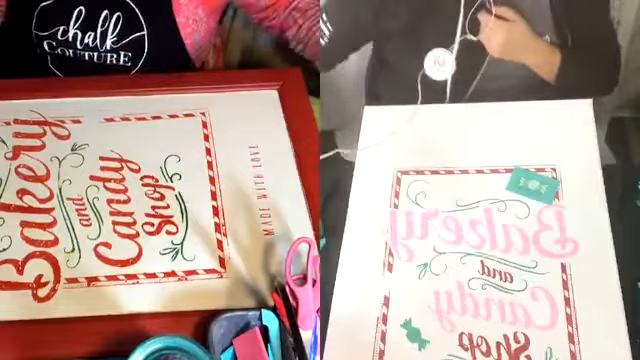 chalk
COUTURE
Bakery
and
Candy
Shop
MADE WITH LOVE
Bakery
and
Candy
Shop